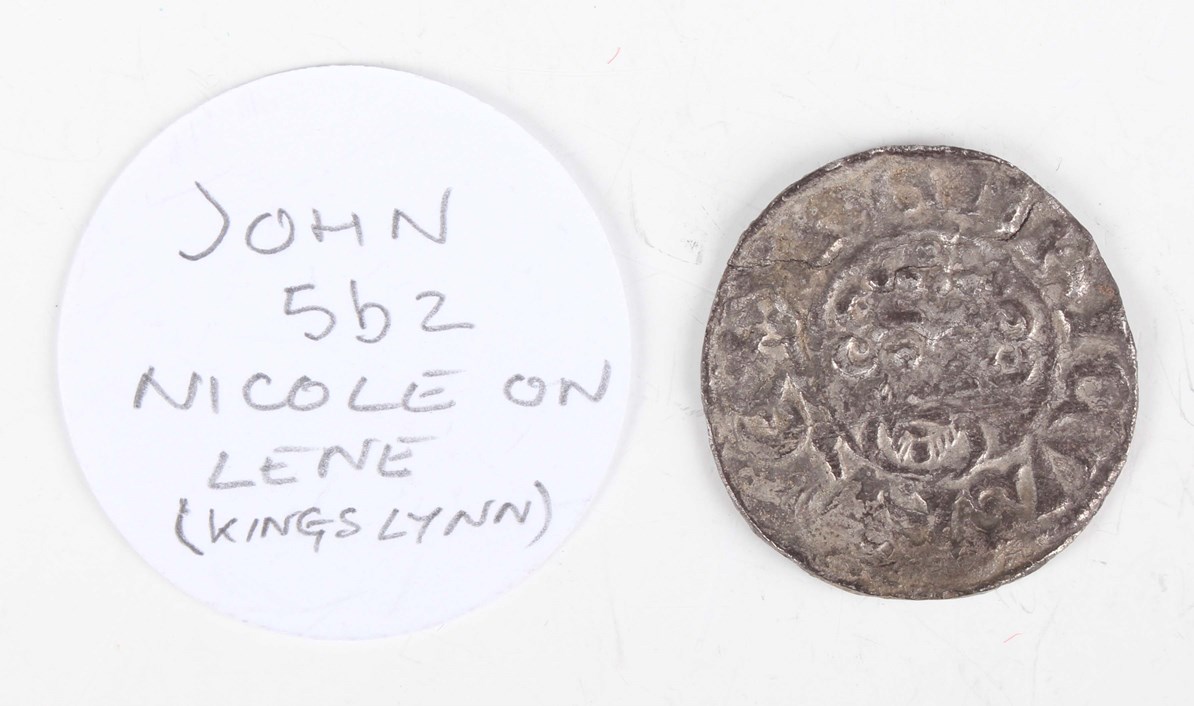 JOHN
5b2
NICOLE ON
LENE
(KINGS LYNN)